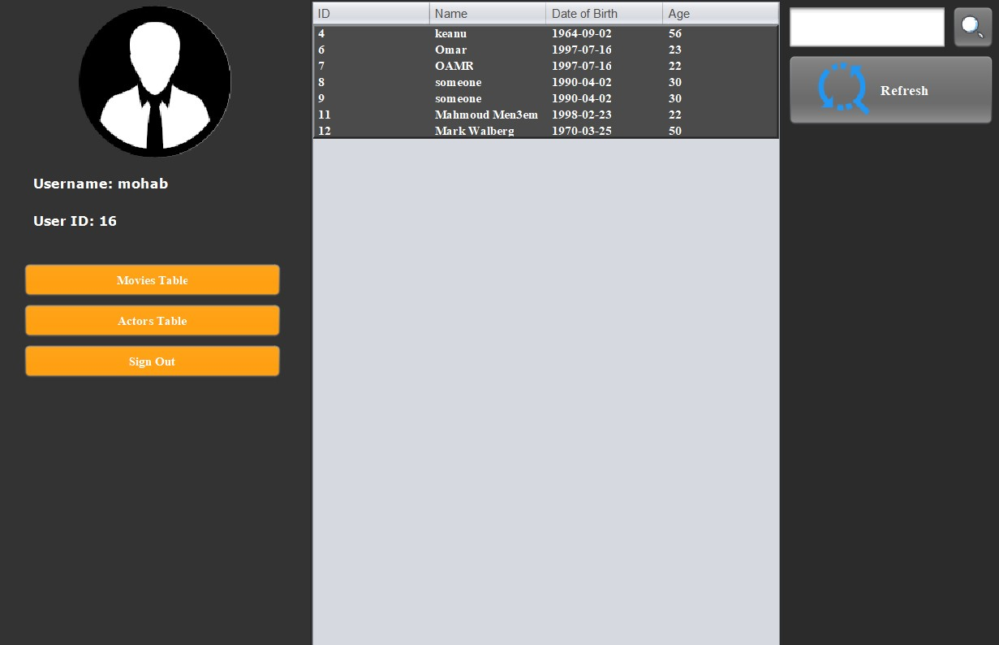 Username: mohab
User ID: 16
Movies Table
Actors Table
Sign Out
ID Name Date of Birth Age
4 keanu 1964-09-02 56
6 Omar 1997-07-16 23
7 OAMR 1997-07-16 22
8 someone 1990-04-02 30
9 someone 1990-04-02 30
11 Mahmoud Men3em 1998-02-23 22
12 Mark Walberg 1970-03-25 50
Refresh